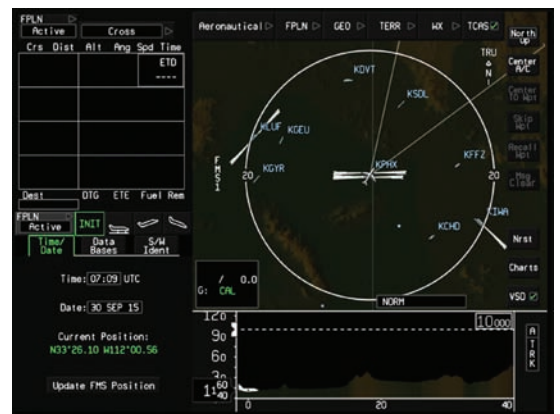 FPLN
Active
Cross
Crs Dist Alt Ang Spd Time
ETD
----
Dest DTG ETE Fuel Rem
FPLN
Active
INIT
Time/
Date
Data
Bases
S/W
Ident
Time: 07:09 UTC
Date: 30 SEP 15
Current Position:
N33°26.10 W112°00.56
Update FMS Position
Aeronautical
FPLN
GEO
TERR
WX
TCAS
TRU
N
KDVT
KSDL
KLUF
KGEU
KPHX
KFFZ
KGYR
20
20
FMS1
KCHD
KIWA
/ 0.0
G: CAL
NORM
North
Up
Center
A/C
Center
TO Wpt
Skip
Wpt
Recall
Wpt
Msg
Clear
Nrst
Charts
VSD
120
90
60
30
1160
40
10000
0
20
40
ATRK